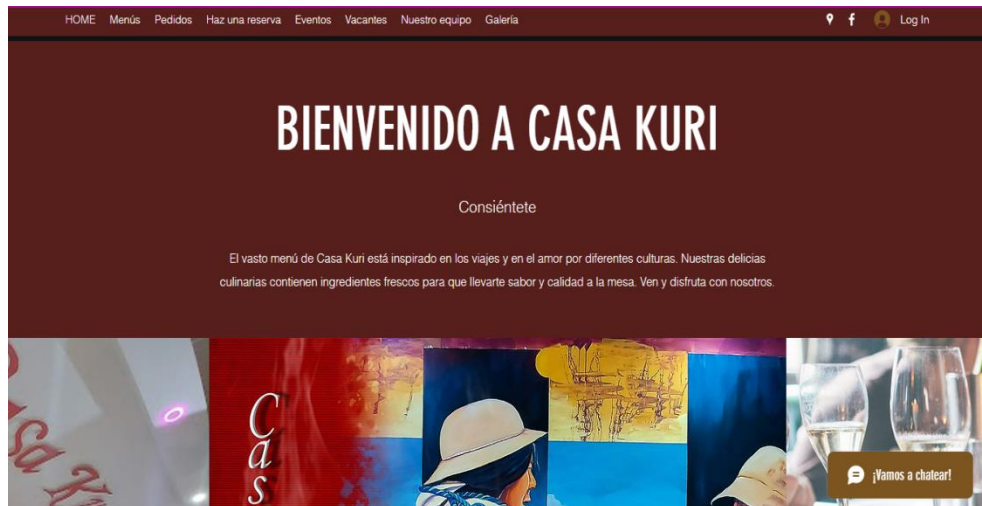 HOME Menús Pedidos Haz una reserva Eventos Vacantes Nuestro equipo Galería
f Log In
BIENVENIDO A CASA KURI
Consiéntete
El vasto menú de Casa Kuri está inspirado en los viajes y en el amor por diferentes culturas. Nuestras delicias
culinarias contienen ingredientes frescos para que llevarte sabor y calidad a la mesa. Ven y disfruta con nosotros.
Cas
¡Vamos a chatear!